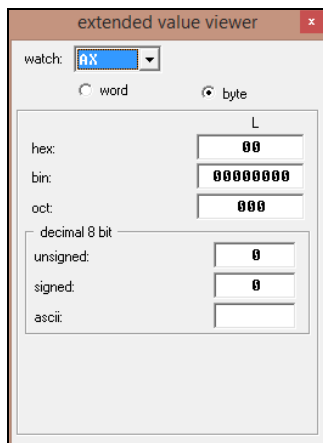 extended value viewer x
watch: AX
word byte
L
hex: 00
bin: 00000000
oct: 000
decimal 8 bit
unsigned: 0
signed: 0
ascii: